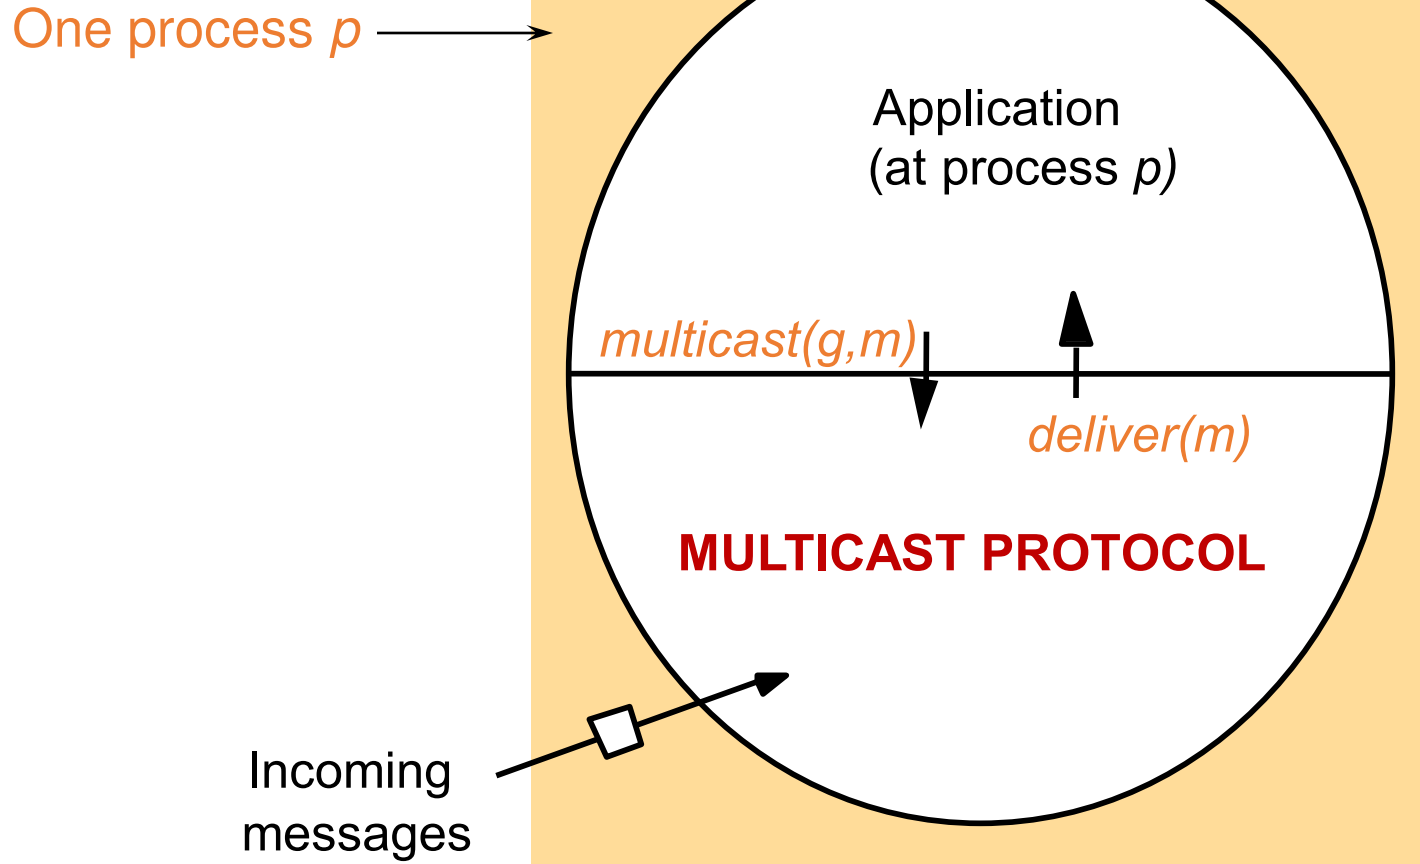 One process p
Application
(at process p)
multicast(g,m)
deliver(m)
MULTICAST PROTOCOL
Incoming
messages